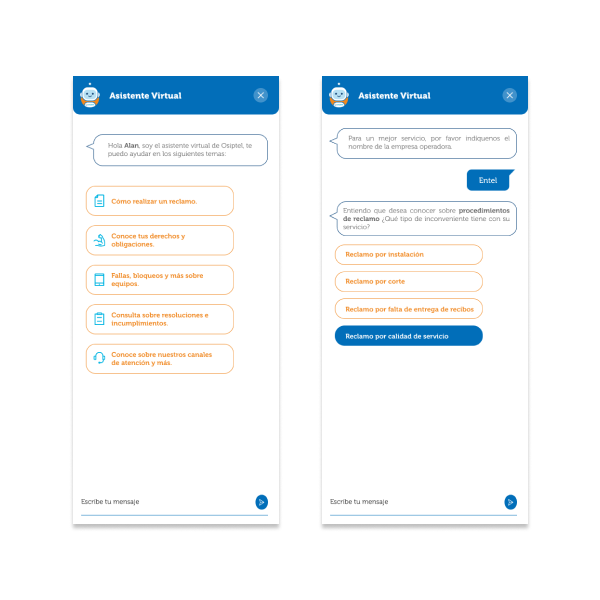 Asistente Virtual
Hola Alan, soy el asistente virtual de Osiptel, te
puedo ayudar en los siguientes temas:
Cómo realizar un reclamo.
Conoce tus derechos y
obligaciones.
Fallas, bloqueos y más sobre
equipos.
Consulta sobre resoluciones e
incumplimientos.
Conoce sobre nuestros canales
de atención y más.
Escribe tu mensaje
Asistente Virtual
Para un mejor servicio, por favor indíquenos el
nombre de la empresa operadora.
Entel
Entiendo que desea conocer sobre procedimientos
de reclamo ¿Qué tipo de inconveniente tiene con su
servicio?
Reclamo por instalación
Reclamo por corte
Reclamo por falta de entrega de recibos
Reclamo por calidad de servicio
Escribe tu mensaje